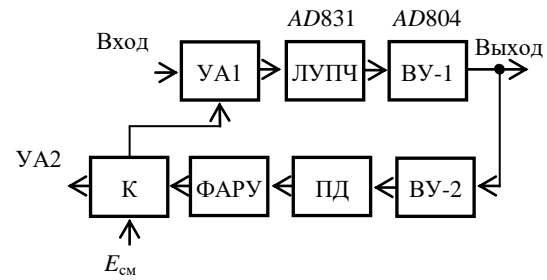 AD831 AD804
Вход Выход
УА1 ЛУПЧ ВУ-1
УА2
К ФАРУ ПД ВУ-2
Eсм